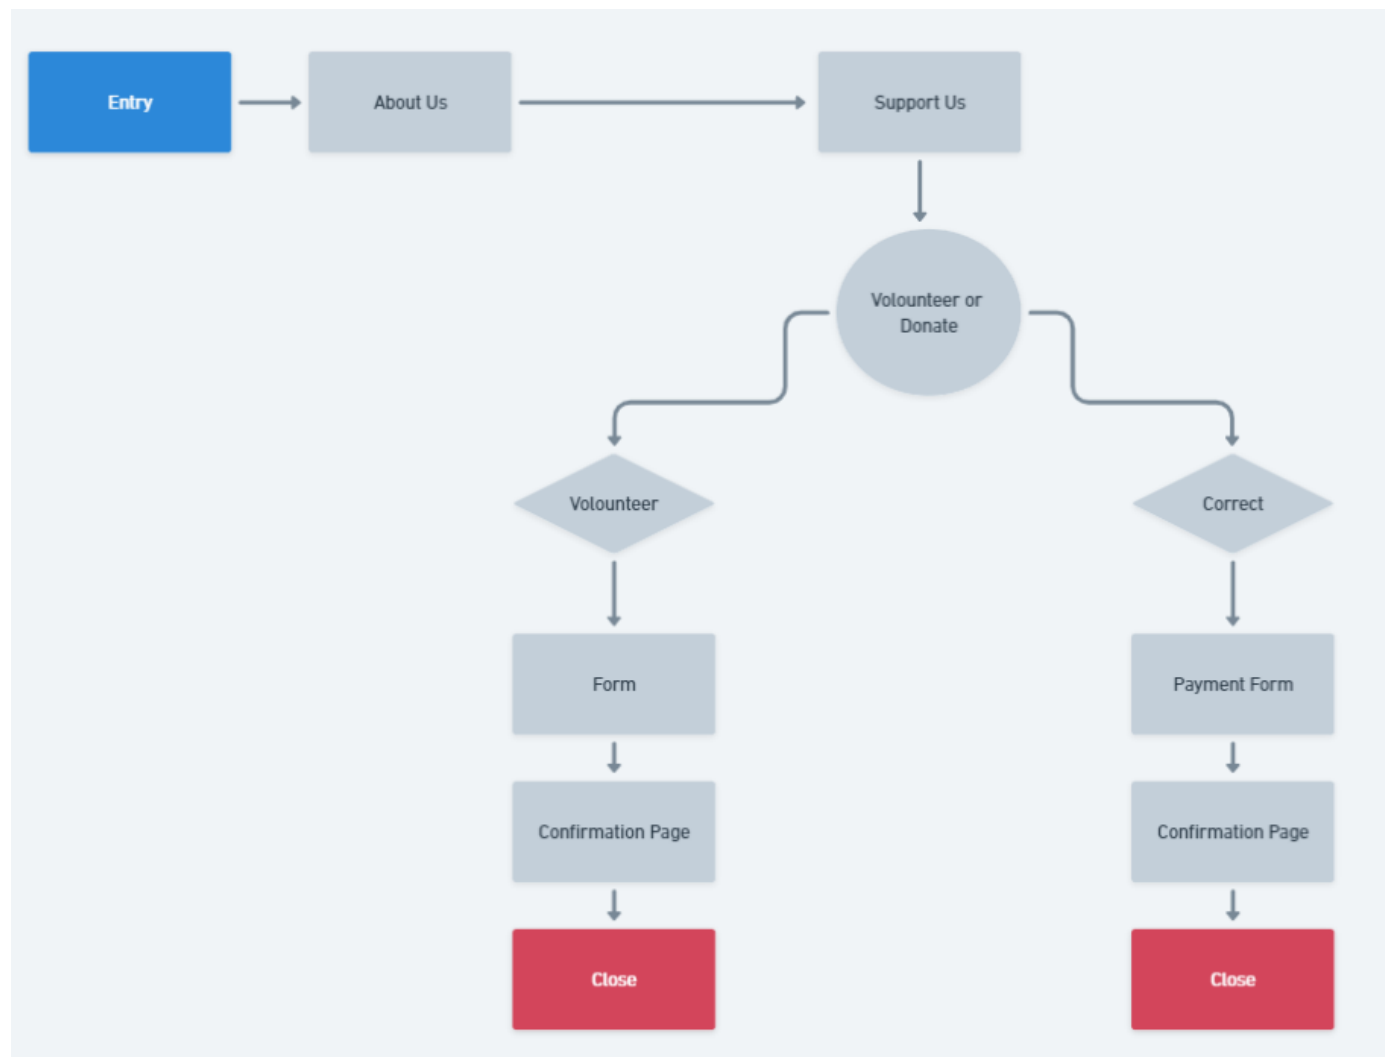 Entry
About Us
Support Us
Volounteer or
Donate
Volounteer
Correct
Form
Payment Form
Confirmation Page
Confirmation Page
Close
Close